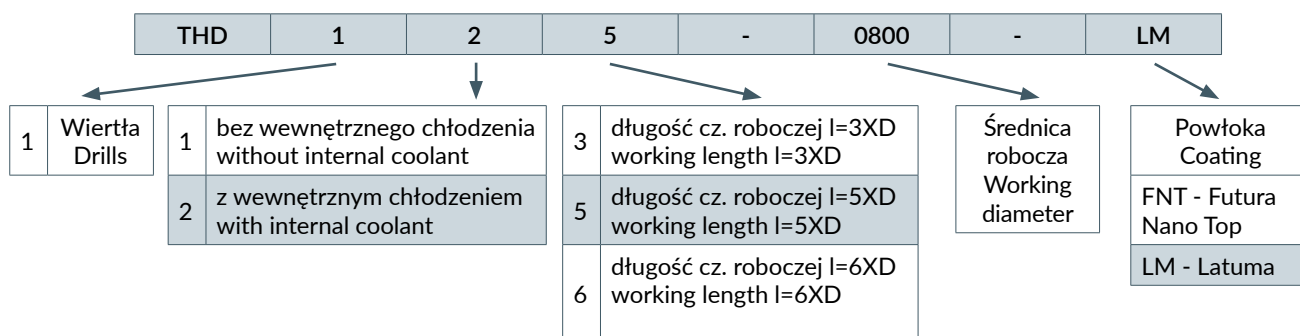 THD 1 2 5 - 0800 - LM
1
Wiertła
Drills
1
bez wewnętrznego chłodzenia
without internal coolant
2
z wewnętrznym chłodzeniem
with internal coolant
3
długość cz. roboczej l=3XD
working length l=3XD
5
długość cz. roboczej l=5XD
working length l=5XD
6
długość cz. roboczej l=6XD
working length l=6XD
Średnica
robocza
Working
diameter
Powłoka
Coating
FNT - Futura
Nano Top
LM - Latuma